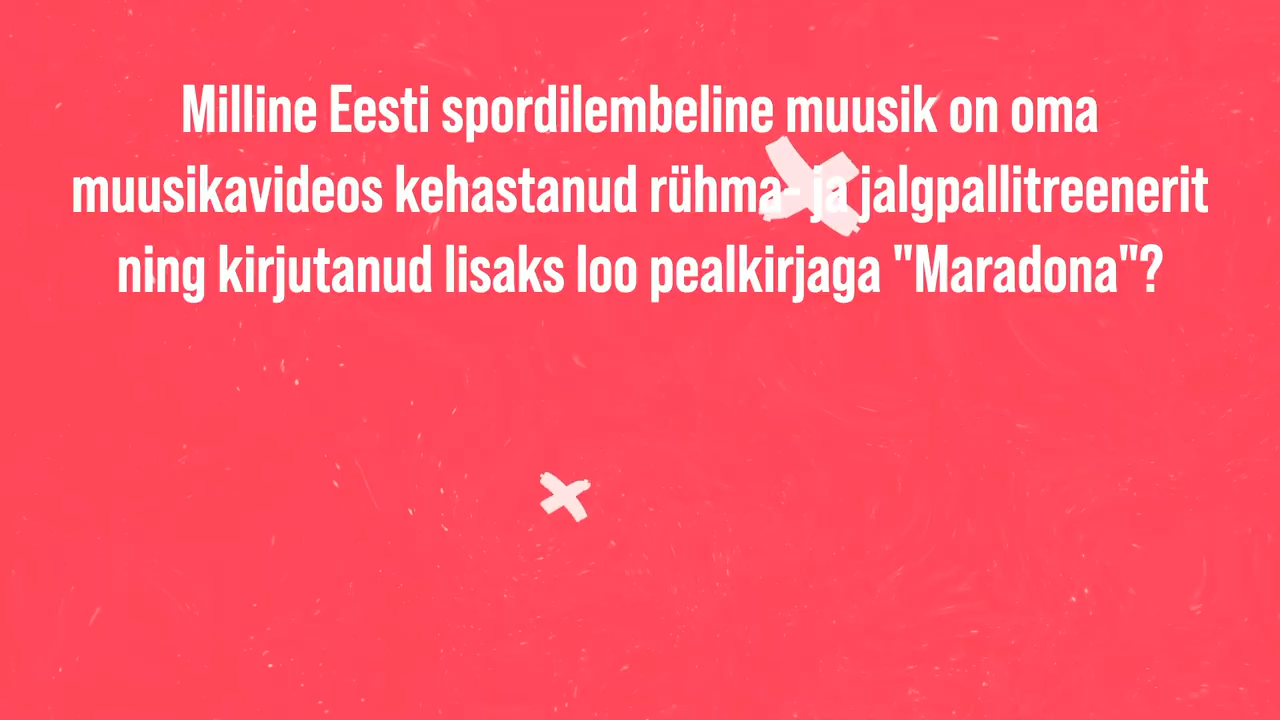 Milline Eesti spordilembeline muusik on oma
muusikavideos kehastanud rühma- ja jalgpallitreenerit
ning kirjutanud lisaks loo pealkirjaga "Maradona"?